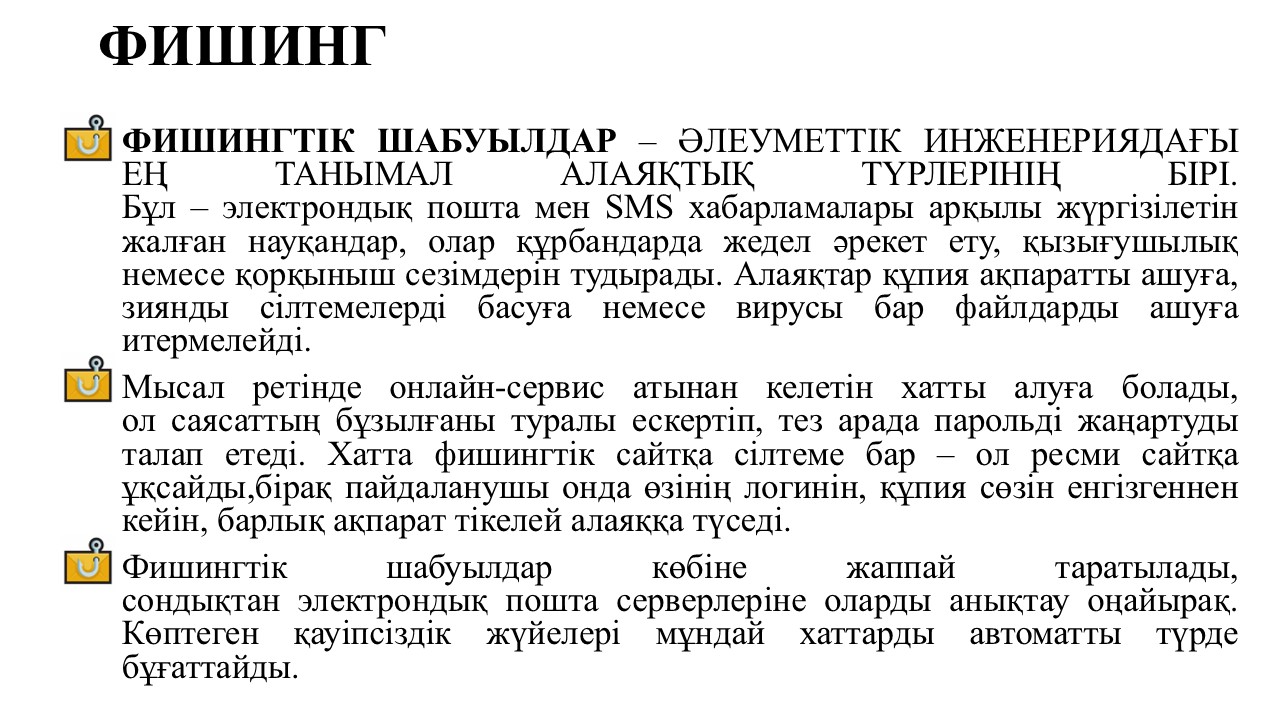 ФИШИНГ
ФИШИНГТІК ШАБУЫЛДАР – ӘЛЕУМЕТТІК ИНЖЕНЕРИЯДАҒЫ
ЕҢ ТАНЫМАЛ АЛАЯҚТЫҚ ТҮРЛЕРІНІҢ БІРІ.
Бұл – электрондық пошта мен SMS хабарламалары арқылы жүргізілетін
жалған науқандар, олар құрбандарда жедел әрекет ету, қызығушылық
немесе қорқыныш сезімдерін тудырады. Алаяқтар құпия ақпаратты ашуға,
зиянды сілтемелерді басуға немесе вирусы бар файлдарды ашуға
итермелейді.
Мысал ретінде онлайн-сервис атынан келетін хатты алуға болады,
ол саясаттың бұзылғаны туралы ескертіп, тез арада парольді жаңартуды
талап етеді. Хатта фишингтік сайтқа сілтеме бар – ол ресми сайтқа
ұқсайды,бірақ пайдаланушы онда өзінің логинін, құпия сөзін енгізгеннен
кейін, барлық ақпарат тікелей алаяққа түседі.
Фишингтік шабуылдар көбіне жаппай таратылады,
сондықтан электрондық пошта серверлеріне оларды анықтау оңайырақ.
Көптеген қауіпсіздік жүйелері мұндай хаттарды автоматты түрде
бұғаттайды.